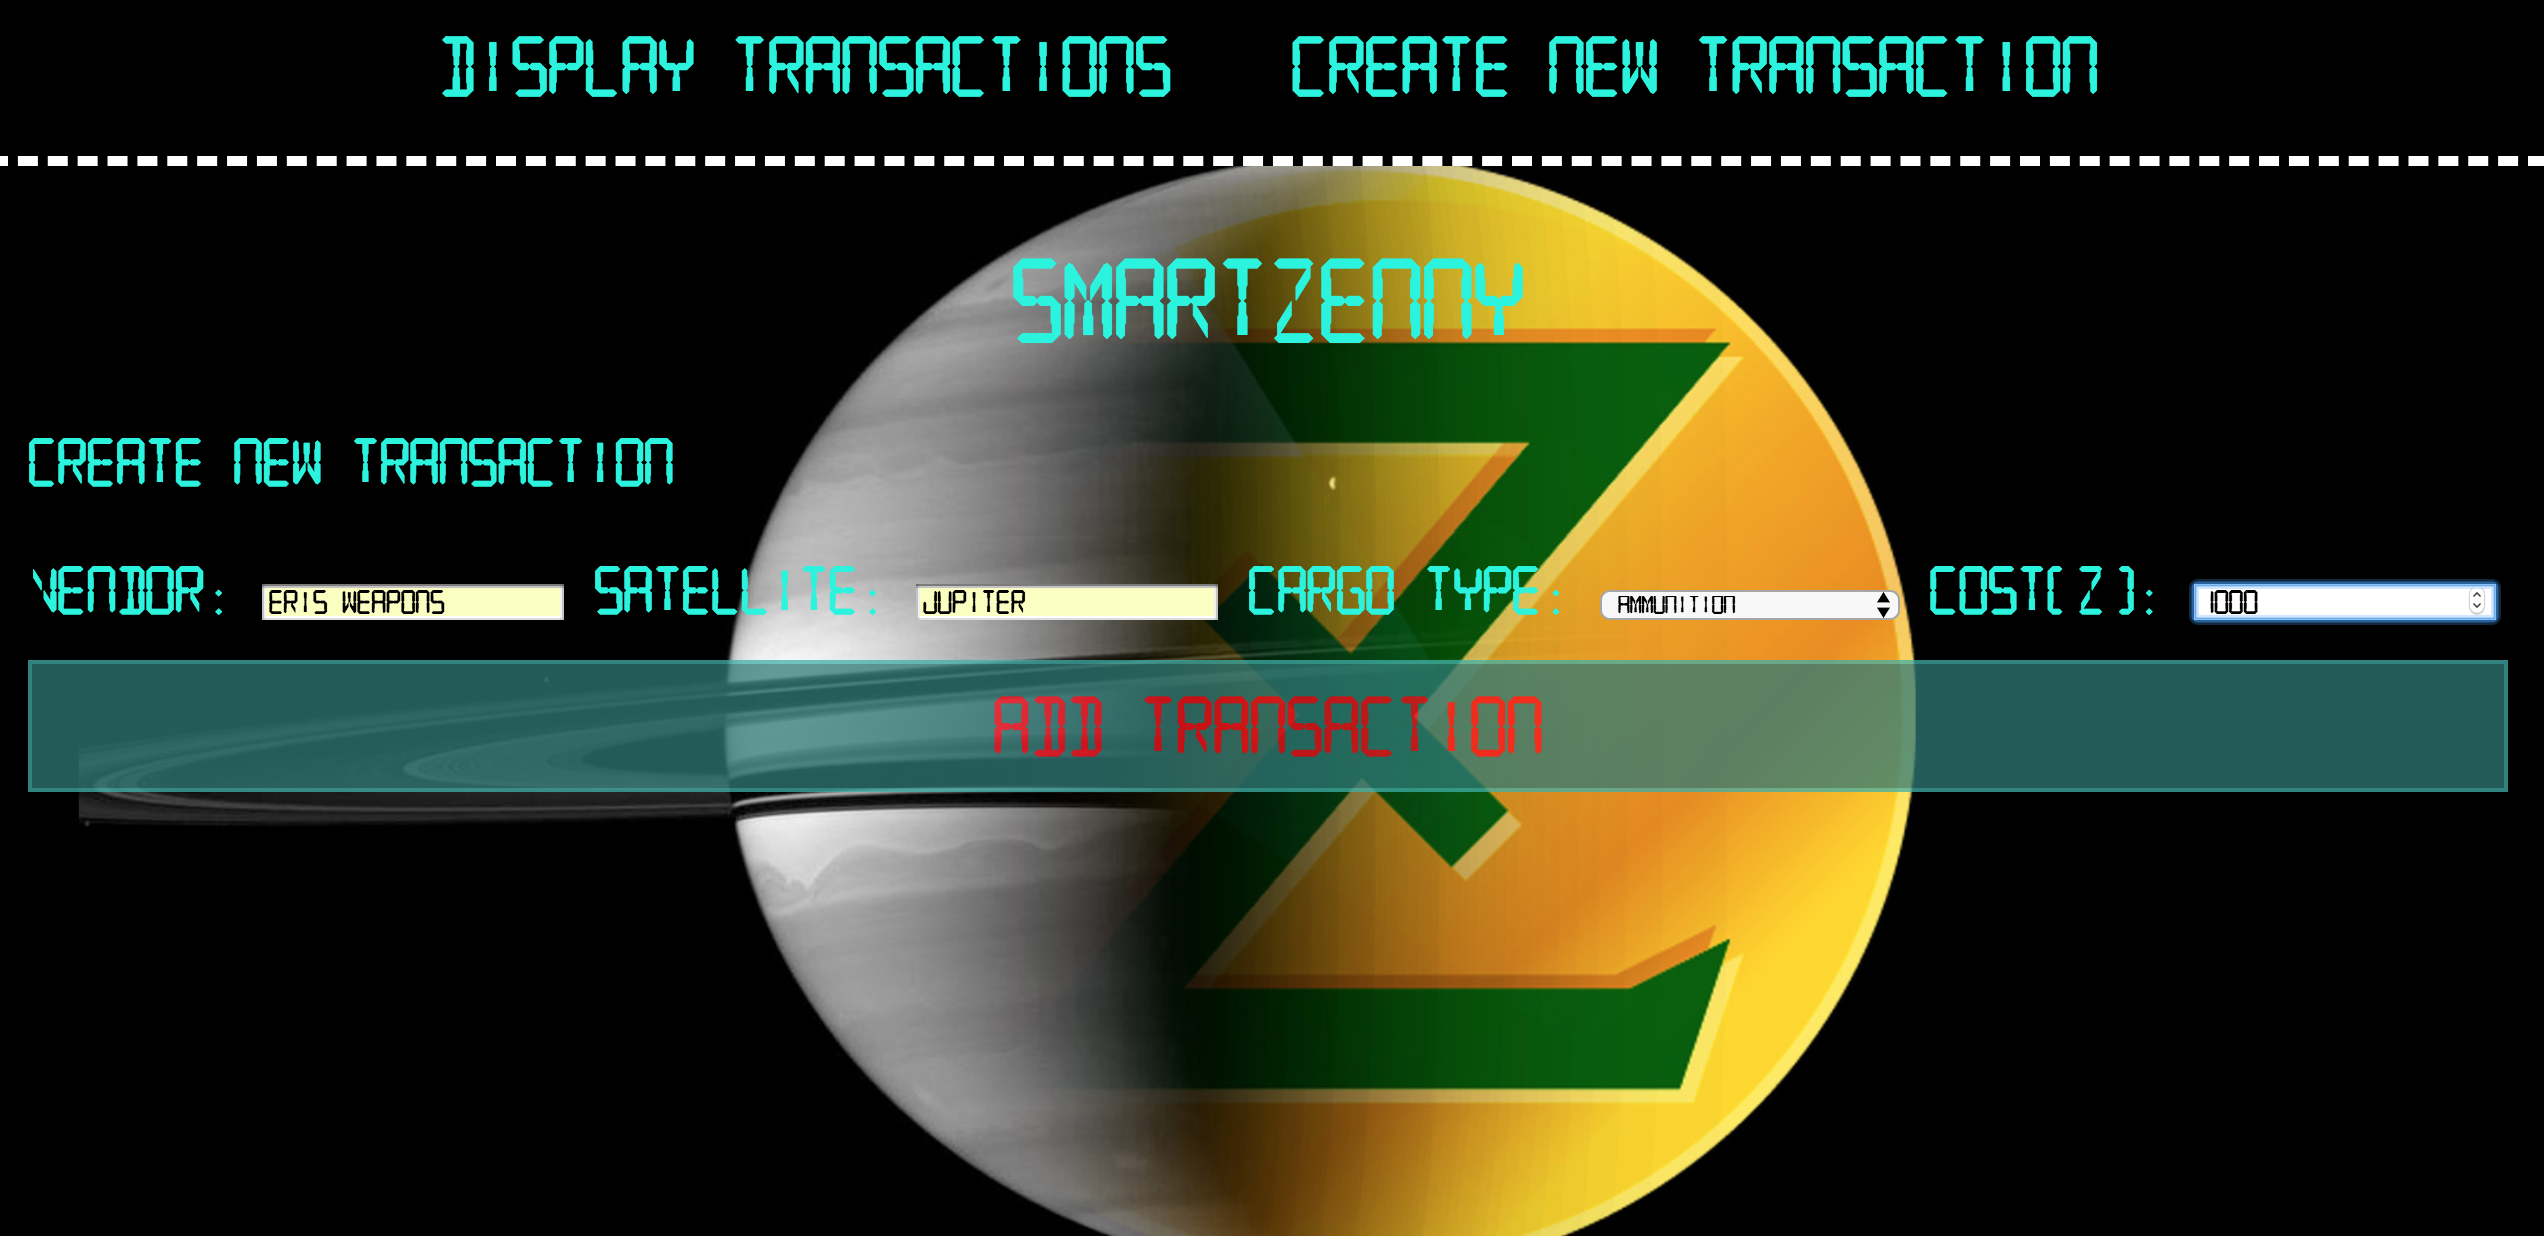 DISPLAY TRANSACTIONS CREATE NEW TRANSACTION
SMARTZENNY
CREATE NEW TRANSACTION
VENDOR: ERIS WEAPONS SATELLITE: JUPITER CARGO TYPE: AMMUNITION COST(Z): 1000
ADD TRANSACTION